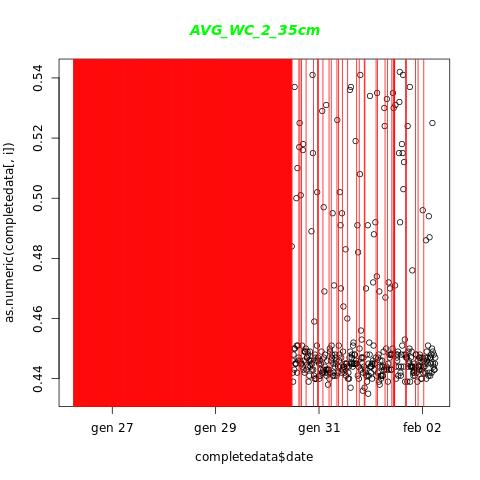 AVG_WC_2_35cm
as.numeric(completedata[, i])
0.54
0.52
0.50
0.48
0.46
0.44
gen 27 gen 29 gen 31 feb 02
completedata$date